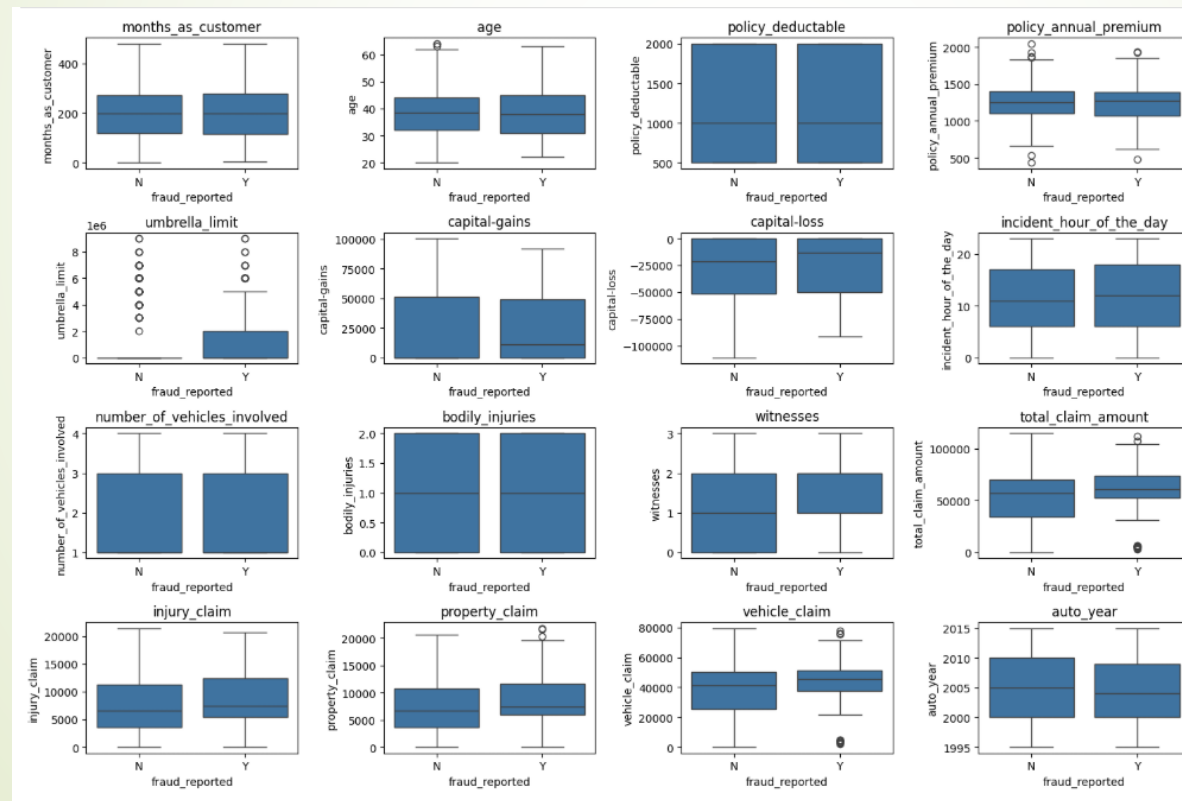 months_as_customer
age
policy_deductable
policy_annual_premium
months_as_customer
400
200
0
N
Y
fraud_reported
age
60
50
40
30
20
N
Y
fraud_reported
policy_deductable
2000
1500
1000
500
N
Y
fraud_reported
policy_annual_premium
2000
1500
1000
500
N
Y
fraud_reported
umbrella_limit
capital-gains
capital-loss
incident_hour_of_the_day
1e6
umbrella_limit
8
6
4
2
0
N
Y
fraud_reported
capital-gains
100000
75000
50000
25000
0
N
Y
fraud_reported
capital-loss
0
−25000
−50000
−75000
−100000
N
Y
fraud_reported
incident_hour_of_the_day
20
10
0
N
Y
fraud_reported
number_of_vehicles_involved
bodily_injuries
witnesses
total_claim_amount
number_of_vehicles_involved
4
3
2
1
N
Y
fraud_reported
bodily_injuries
2.0
1.5
1.0
0.5
0.0
N
Y
fraud_reported
witnesses
3
2
1
0
N
Y
fraud_reported
total_claim_amount
100000
50000
0
N
Y
fraud_reported
injury_claim
property_claim
vehicle_claim
auto_year
injury_claim
20000
15000
10000
5000
0
N
Y
fraud_reported
property_claim
20000
15000
10000
5000
0
N
Y
fraud_reported
vehicle_claim
80000
60000
40000
20000
0
N
Y
fraud_reported
auto_year
2015
2010
2005
2000
1995
N
Y
fraud_reported